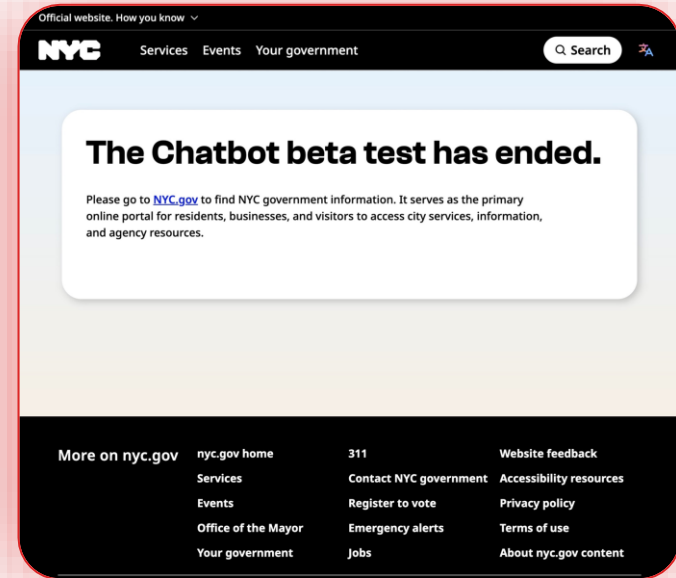 Official website. How you know
NYC
Services Events Your government
Search
The Chatbot beta test has ended.
Please go to NYC.gov to find NYC government information. It serves as the primary
online portal for residents, businesses, and visitors to access city services, information,
and agency resources.
More on nyc.gov
nyc.gov home
Services
Events
Office of the Mayor
Your government
311
Contact NYC government
Register to vote
Emergency alerts
Jobs
Website feedback
Accessibility resources
Privacy policy
Terms of use
About nyc.gov content